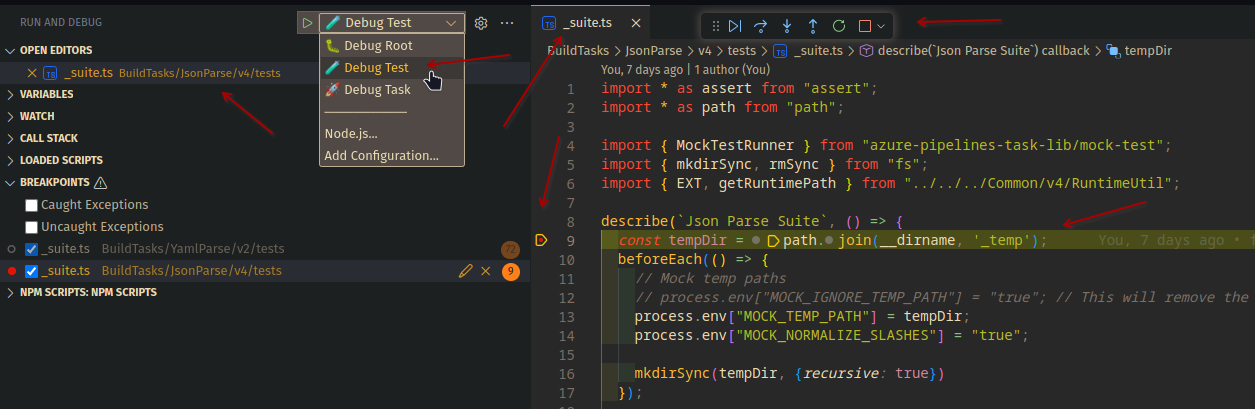 RUN AND DEBUG
Debug Test
Debug Root
Debug Test
Debug Task
Node.js...
Add Configuration...
OPEN EDITORS
_suite.ts BuildTasks/JsonParse/v4/tests
VARIABLES
WATCH
CALL STACK
LOADED SCRIPTS
BREAKPOINTS
Caught Exceptions
Uncaught Exceptions
_suite.ts BuildTasks/YamlParse/v2/tests 72
_suite.ts BuildTasks/JsonParse/v4/tests 9
NPM SCRIPTS: NPM SCRIPTS
TS _suite.ts
BuildTasks > JsonParse > v4 > tests > TS _suite.ts > describe(`Json Parse Suite`) callback > tempDir
You, 7 days ago | 1 author (You)
1 import * as assert from "assert";
2 import * as path from "path";
3
4 import { MockTestRunner } from "azure-pipelines-task-lib/mock-test";
5 import { mkdirSync, rmSync } from "fs";
6 import { EXT, getRuntimePath } from "../../../Common/v4/RuntimeUtil";
7
8 describe(`Json Parse Suite`, () => {
9 const tempDir = path.join(__dirname, '_temp'); You, 7 days ago •
10 beforeEach(() => {
11 // Mock temp paths
12 // process.env["MOCK_IGNORE_TEMP_PATH"] = "true"; // This will remove the
13 process.env["MOCK_TEMP_PATH"] = tempDir;
14 process.env["MOCK_NORMALIZE_SLASHES"] = "true";
15
16 mkdirSync(tempDir, {recursive: true})
17 });